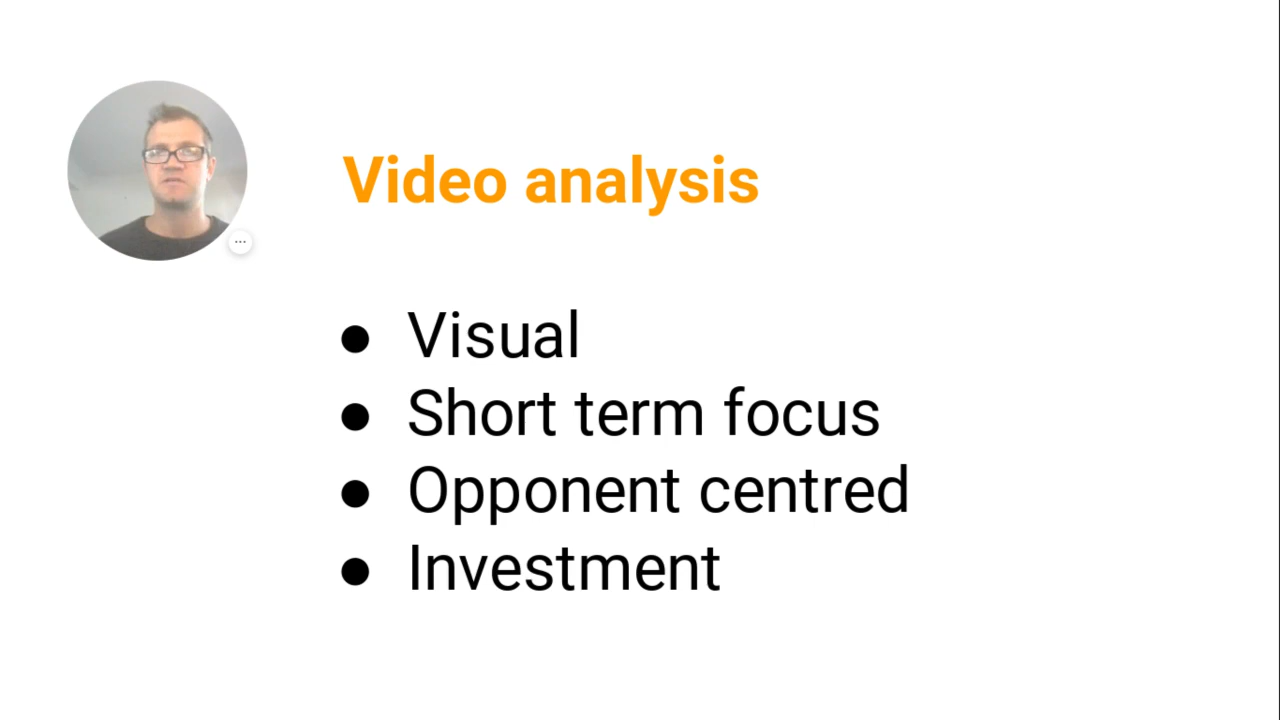 Video analysis
● Visual
● Short term focus
● Opponent centred
● Investment